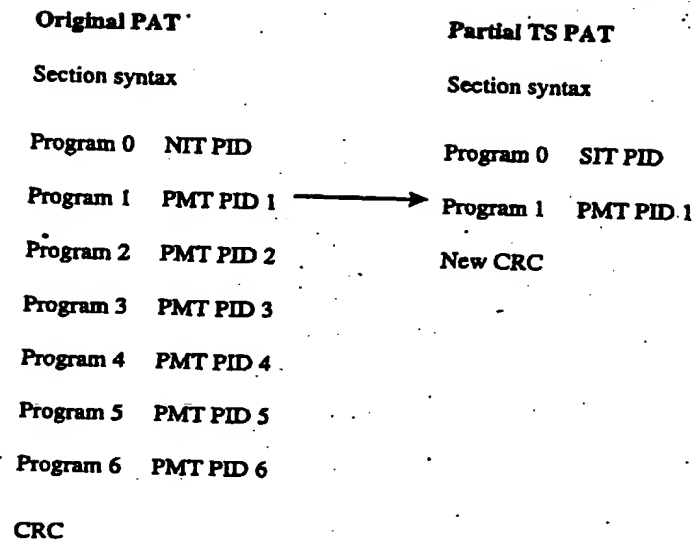 Original PAT
Section syntax
Program 0 NIT PID
Program 1 PMT PID 1
Program 2 PMT PID 2
Program 3 PMT PID 3
Program 4 PMT PID 4
Program 5 PMT PID 5
Program 6 PMT PID 6
CRC
Partial TS PAT
Section syntax
Program 0 SIT PID
Program 1 PMT PID 1
New CRC